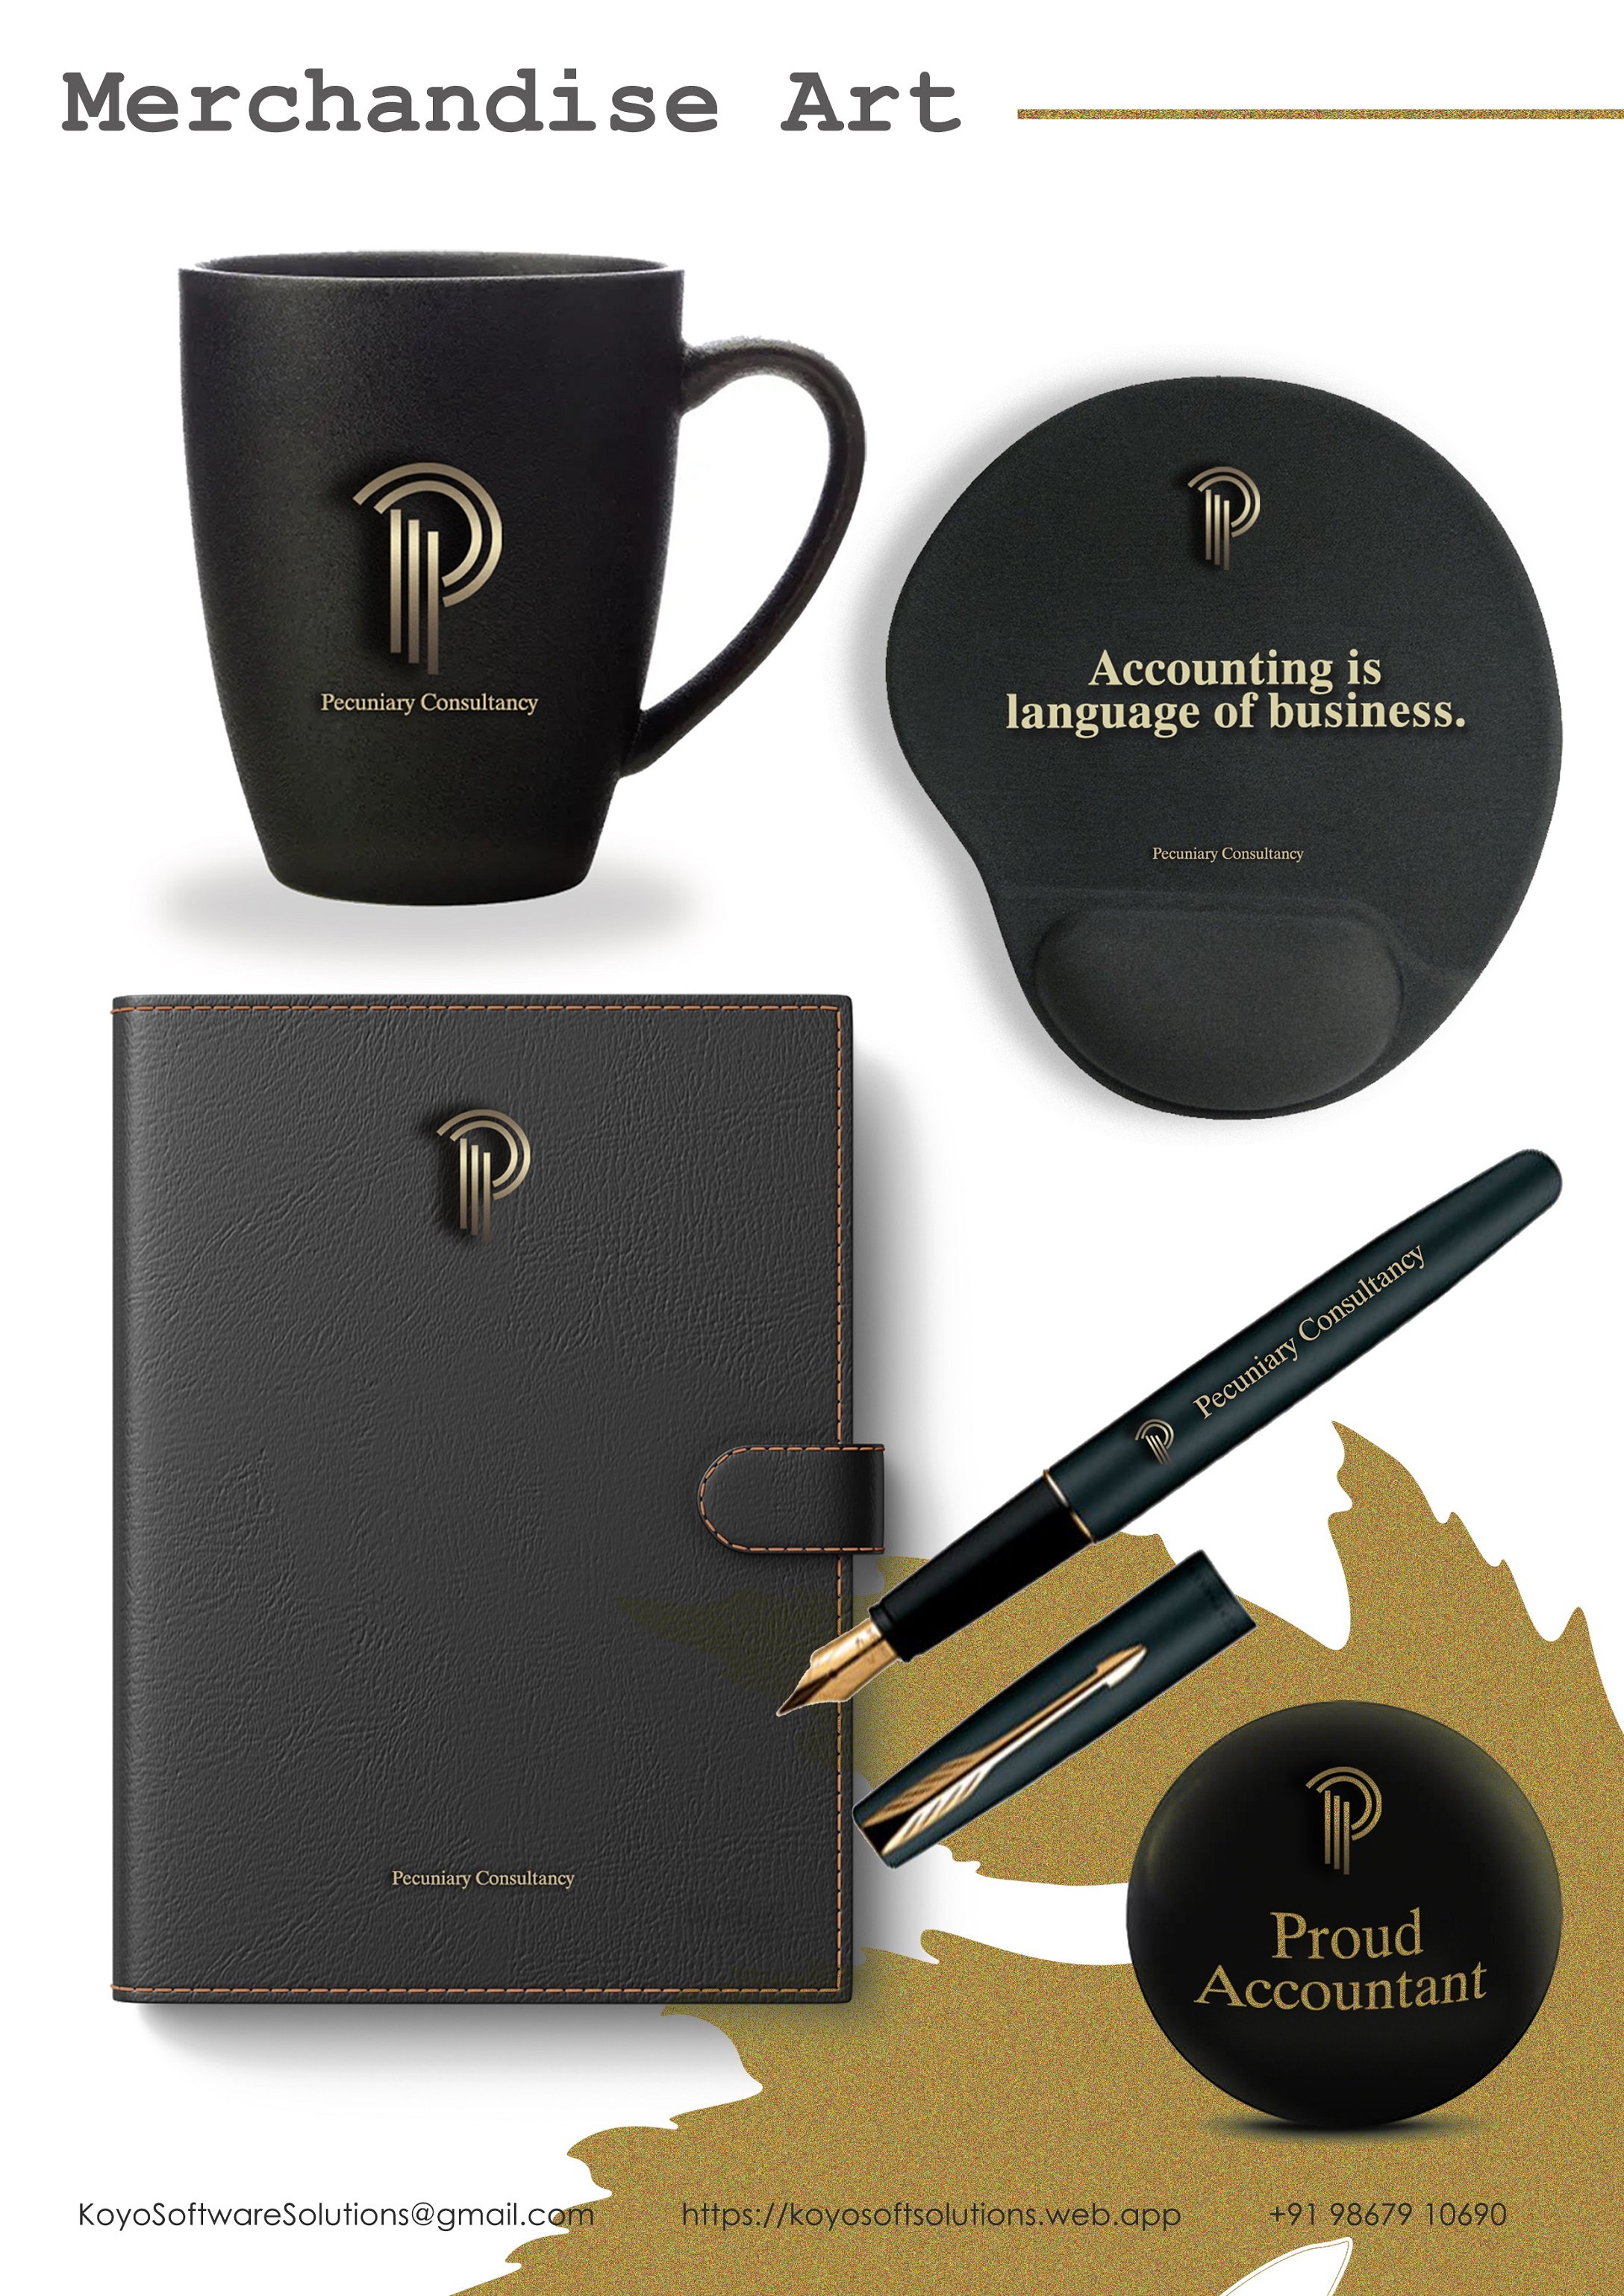 Merchandise Art
Pecuniary Consultancy
Accounting is
language of business.
Pecuniary Consultancy
Pecuniary Consultancy
Pecuniary Consultancy
Proud
Accountant
KoyoSoftwareSolutions@gmail.com https://koyosoftsolutions.web.app +91 98679 10690